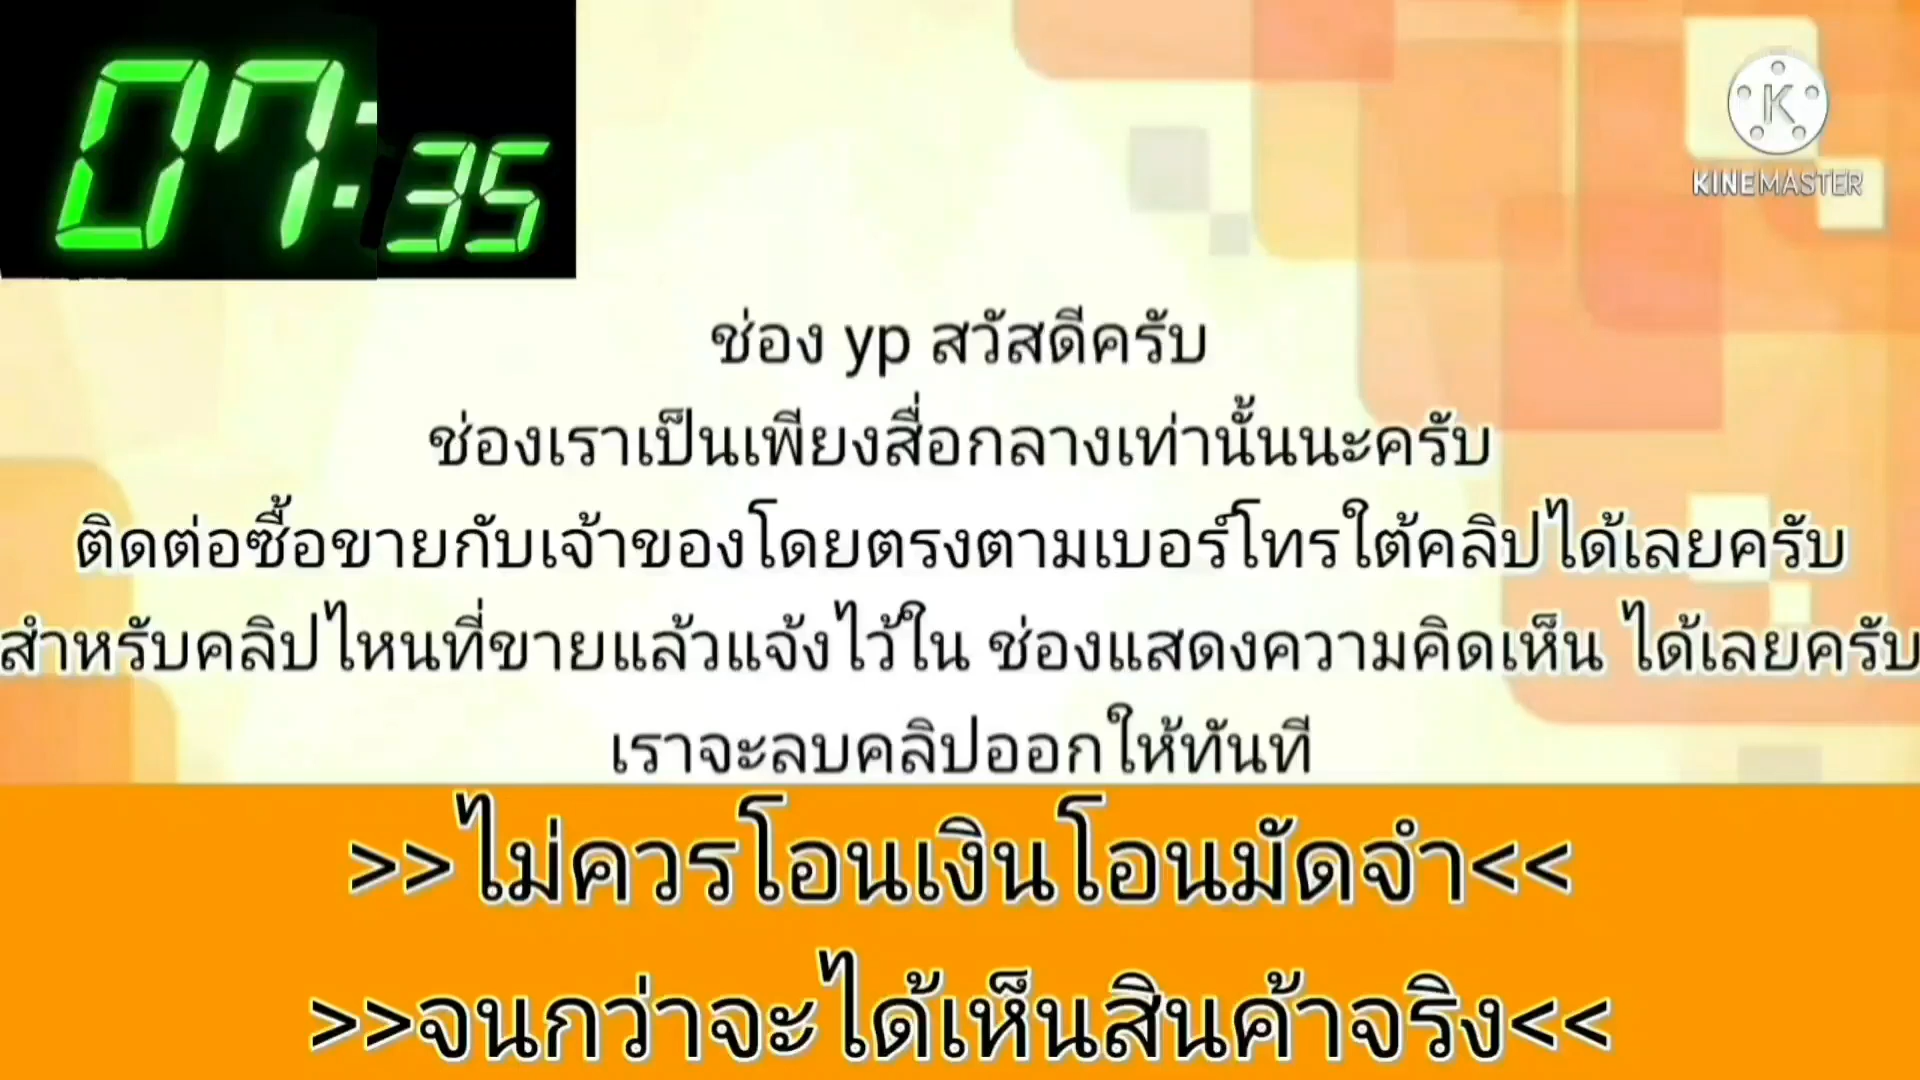 07:35
KINEMASTER
ช่อง yp สวัสดีครับ
ช่องเราเป็นเพียงสื่อกลางเท่านั้นนะครับ
ติดต่อซื้อขายกับเจ้าของโดยตรงตามเบอร์โทรใต้คลิปได้เลยครับ
สำหรับคลิปไหนที่ขายแล้วแจ้งไว้ใน ช่องแสดงความคิดเห็น ได้เลยครับ
เราจะลบคลิปออกให้ทันที
>>ไม่ควรโอนเงินโอนมัดจำ<<
>>จนกว่าจะได้เห็นสินค้าจริง<<